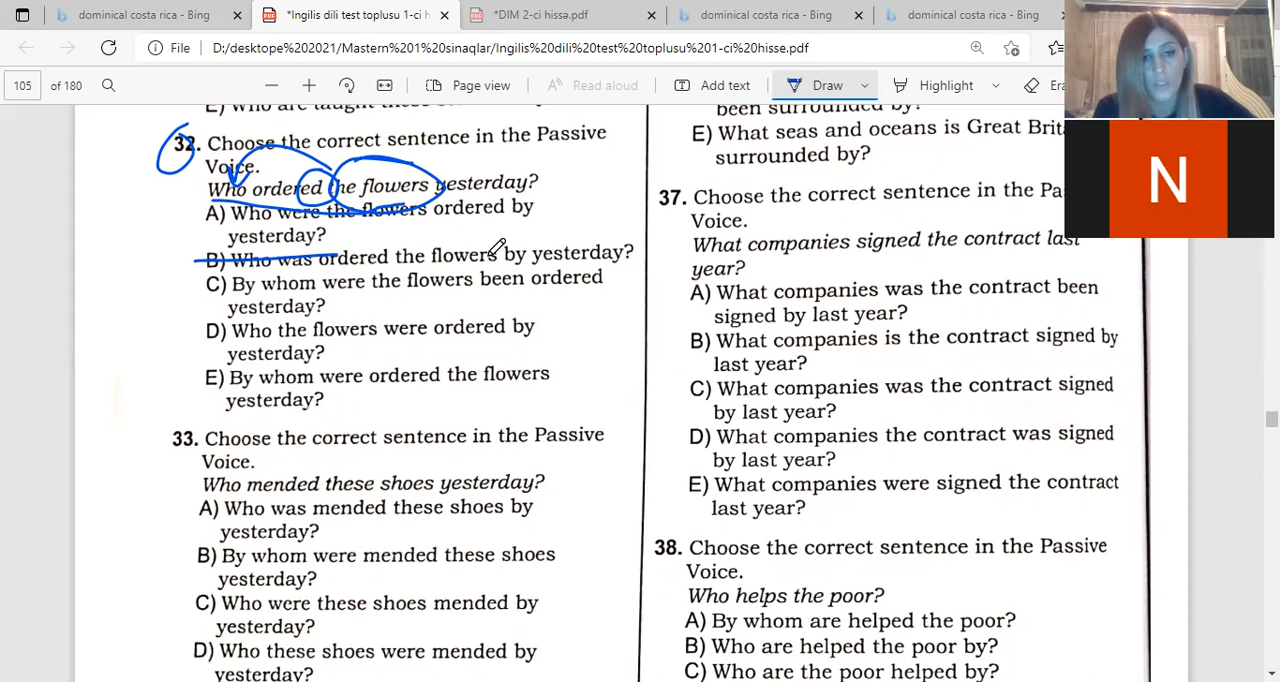 dominical costa rica - Bing
*Ingilis dili test toplusu 1-ci h
*DIM 2-ci hissə.pdf
dominical costa rica - Bing
dominical costa rica - Bing
File
D:/desktope%202021/Mastern%201%20sinaqlar/Ingilis%20dili%20test%20toplusu%201-ci%20hisse.pdf
105 of 180
Page view
Read aloud
Add text
Draw
Highlight
Era
32. Choose the correct sentence in the Passive
Voice.
Who ordered the flowers yesterday?
A) Who were the flowers ordered by
yesterday?
B) Who was ordered the flowers by yesterday?
C) By whom were the flowers been ordered
yesterday?
D) Who the flowers were ordered by
yesterday?
E) By whom were ordered the flowers
yesterday?
33. Choose the correct sentence in the Passive
Voice.
Who mended these shoes yesterday?
A) Who was mended these shoes by
yesterday?
B) By whom were mended these shoes
yesterday?
C) Who were these shoes mended by
yesterday?
D) Who these shoes were mended by
yesterday?
been surrounded by?
E) What seas and oceans is Great Brit
surrounded by?
37. Choose the correct sentence in the Pa
Voice.
What companies signed the contract last
year?
A) What companies was the contract been
signed by last year?
B) What companies is the contract signed by
last year?
C) What companies was the contract signed
by last year?
D) What companies the contract was signed
by last year?
E) What companies were signed the contract
last year?
38. Choose the correct sentence in the Passive
Voice.
Who helps the poor?
A) By whom are helped the poor?
B) Who are helped the poor by?
C) Who are the poor helped by?
N